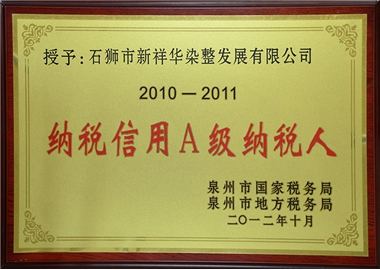 授予：石狮市新祥华染整发展有限公司
2010－2011
纳税信用A级纳税人
泉州市国家税务局
泉州市地方税务局
二〇一二年十月